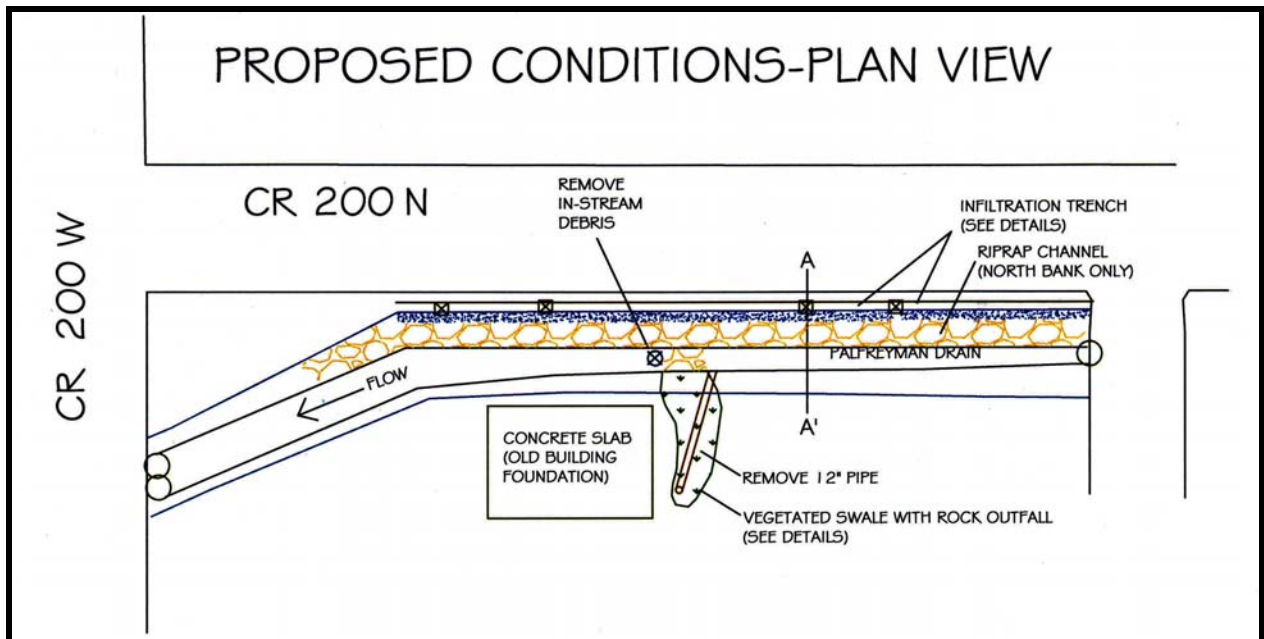 PROPOSED CONDITIONS-PLAN VIEW
CR 200 N
CR 200 W
REMOVE
IN-STREAM
DEBRIS
INFILTRATION TRENCH
(SEE DETAILS)
RIPRAP CHANNEL
(NORTH BANK ONLY)
A
PALFREYMAN DRAIN
FLOW
A'
CONCRETE SLAB
(OLD BUILDING
FOUNDATION)
REMOVE 12" PIPE
VEGETATED SWALE WITH ROCK OUTFALL
(SEE DETAILS)